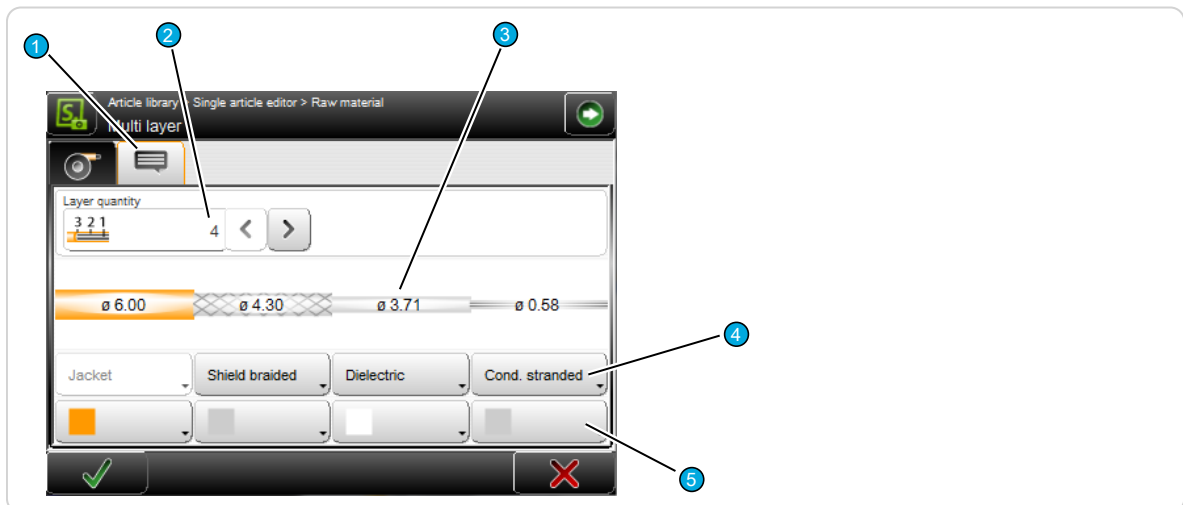 1
2
3
Article library > Single article editor > Raw material
Multi layer
Layer quantity
3 2 1
4
ø 6.00
ø 4.30
ø 3.71
ø 0.58
4
Jacket
Shield braided
Dielectric
Cond. stranded
5